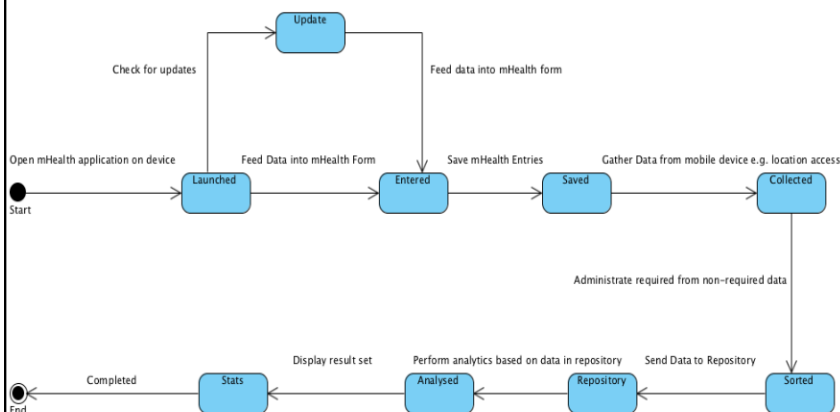 Update
Check for updates
Feed data into mHealth form
Open mHealth application on device
Feed Data into mHealth Form
Save mHealth Entries
Gather Data from mobile device e.g. location access
Launched
Entered
Saved
Collected
Start
Administrate required from non-required data
Completed
Display result set
Perform analytics based on data in repository
Send Data to Repository
Stats
Analysed
Repository
Sorted
End